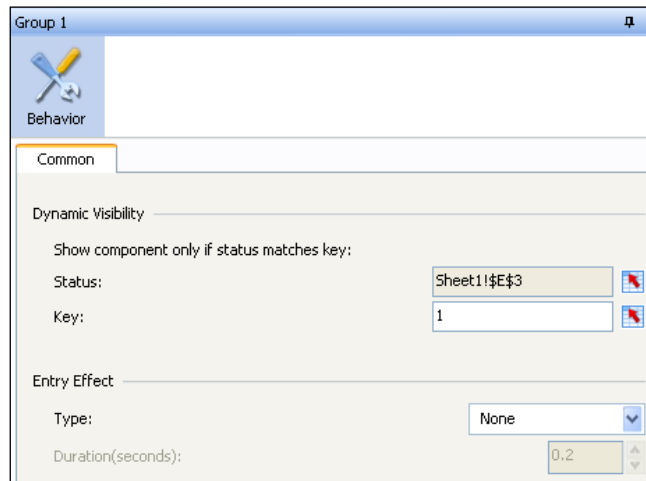 Group 1
Behavior
Common
Dynamic Visibility
Show component only if status matches key:
Status: Sheet1!$E$3
Key: 1
Entry Effect
Type: None
Duration(seconds): 0.2